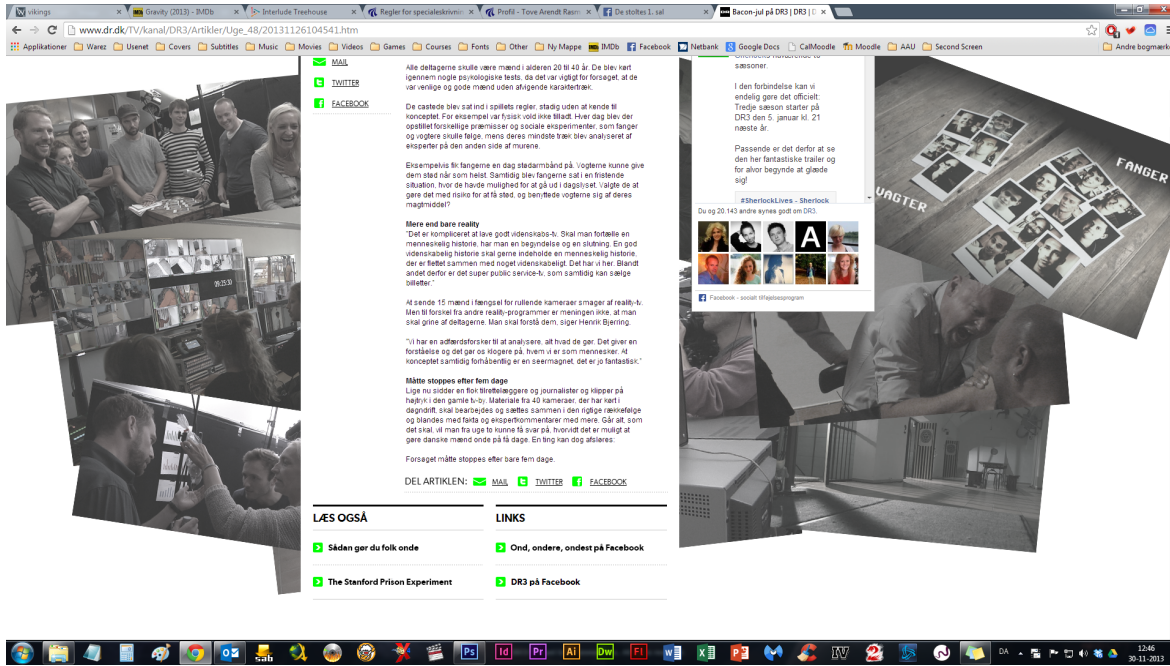 vikings
Gravity (2013) - IMDb
Interlude Treehouse
Regler for specialeskrivnin
Profil - Tove Arendt Rasm
De stoltes 1. sal
Bacon-jul på DR3 | DR3 | D
www.dr.dk/TV/kanal/DR3/Artikler/Uge_48/20131126104541.htm
Applikationer Warez Usenet Covers Subtitles Music Movies Videos Games Courses Fonts Other Ny Mappe IMDb Facebook Netbank Google Docs CalMoodle Moodle AAU Second Screen Andre bogmærke
MAIL
TWITTER
FACEBOOK
Alle deltagerne skulle være mænd i alderen 20 til 40 år. De blev kørt
igennem nogle psykologiske tests, da det var vigtigt for forsøget, at de
var venlige og gode mænd uden afvigende karaktertræk.
De castede blev sat ind i spillets regler, stadig uden at kende til
konceptet. For eksempel var fysisk vold ikke tilladt. Hver dag blev der
opstillet forskellige præmisser og sociale eksperimenter, som fanger
og vogtere skulle følge, mens deres mindste træk blev analyseret af
eksperter på den anden side af murene.
Eksempelvis fik fangerne en dag stødarmbånd på. Vogterne kunne give
dem stød når som helst. Samtidig blev fangerne sat i en fristende
situation, hvor de havde mulighed for at gå ud i dagslyset. Valgte de at
gøre det med risiko for at få stød, og benyttede vogterne sig af deres
magtmiddel?
Mere end bare reality
"Det er kompliceret at lave godt videnskabs-tv. Skal man fortælle en
menneskelig historie, har man en begyndelse og en slutning. En god
videnskabelig historie skal gerne indeholde en menneskelig historie,
der er flettet sammen med noget videnskabeligt. Det har vi her. Blandt
andet derfor er det super public service-tv, som samtidig kan sælge
billetter."
At sende 15 mænd i fængsel for rullende kameraer smager af reality-tv.
Men til forskel fra andre reality-programmer er meningen ikke, at man
skal grine af deltagerne. Man skal forstå dem, siger Henrik Bjerring.
"Vi har en adfærdsforsker til at analysere, alt hvad de gør. Det giver en
forståelse og det gør os klogere på, hvem vi er som mennesker. At
konceptet samtidig forhåbentlig er en seermagnet, det er jo fantastisk."
Måtte stoppes efter fem dage
Lige nu sidder en flok tilrettelæggere og journalister og klipper på
højtryk i den gamle tv-by. Materiale fra 40 kameraer, der har kørt i
døgndrift, skal bearbejdes og sættes sammen i den rigtige rækkefølge
og blandes med fakta og ekspertkommentarer med mere. Går alt, som
det skal, vil man fra uge to kunne få svar på, hvorvidt det er muligt at
gøre danske mænd onde på få dage. En ting kan dog afsløres:
Forsøget måtte stoppes efter bare fem dage.
DEL ARTIKLEN: MAIL TWITTER FACEBOOK
LÆS OGSÅ
Sådan gør du folk onde
The Stanford Prison Experiment
LINKS
Ond, ondere, ondest på Facebook
DR3 på Facebook
sæsoner.
I den forbindelse kan vi
endelig gøre det officielt:
Tredje sæson starter på
DR3 den 5. januar kl. 21
næste år.
Passende er det derfor at se
den her fantastiske trailer og
for alvor begynde at glæde
sig!
#SherlockLives - Sherlock
Du og 20.143 andre synes godt om DR3.
A
Facebook - socialt tilføjelsesprogram
FANGER
VAGTER
09:23:30
sab
Ps Id Pr Ai Dw Fl
DA
12:46
30-11-2013